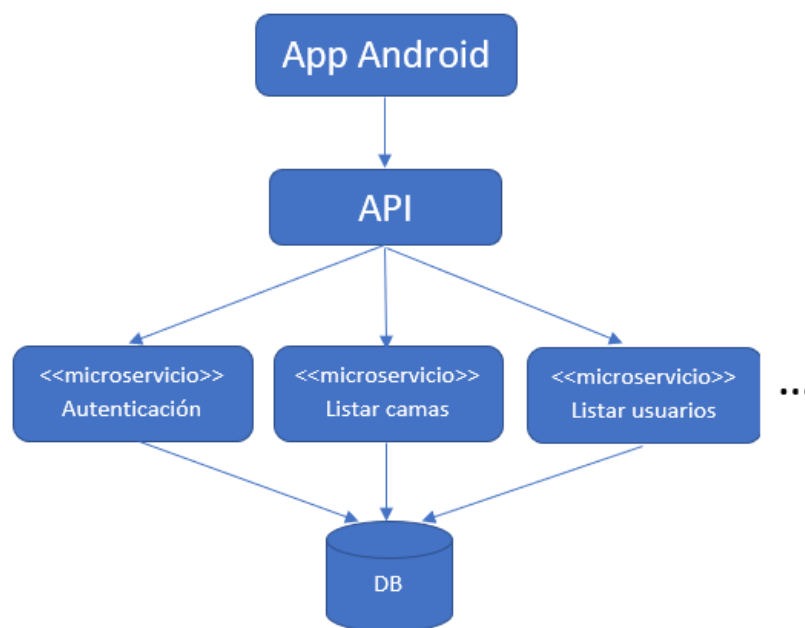 App Android
API
<<microservicio>>
Autenticación
<<microservicio>>
Listar camas
<<microservicio>>
Listar usuarios
...
DB